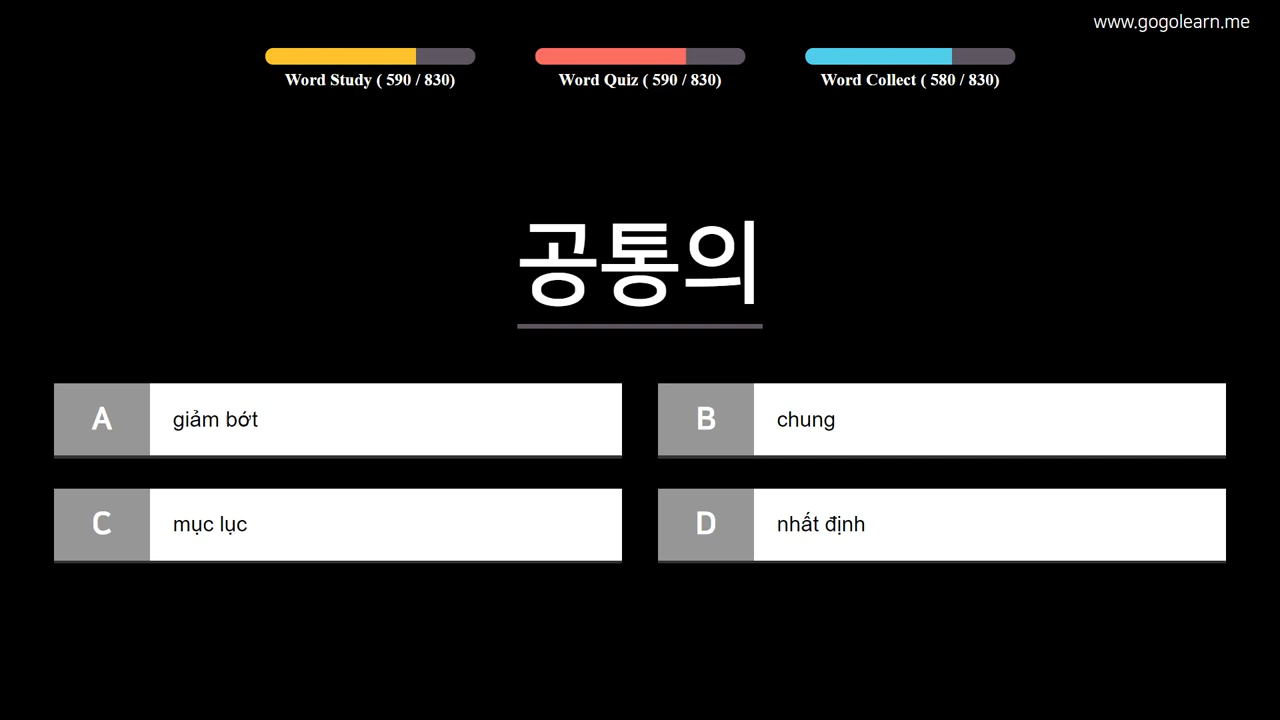 www.gogolearn.me
Word Study ( 590 / 830)
Word Quiz ( 590 / 830)
Word Collect ( 580 / 830)
공통의
A giảm bớt
B chung
C mục lục
D nhất định